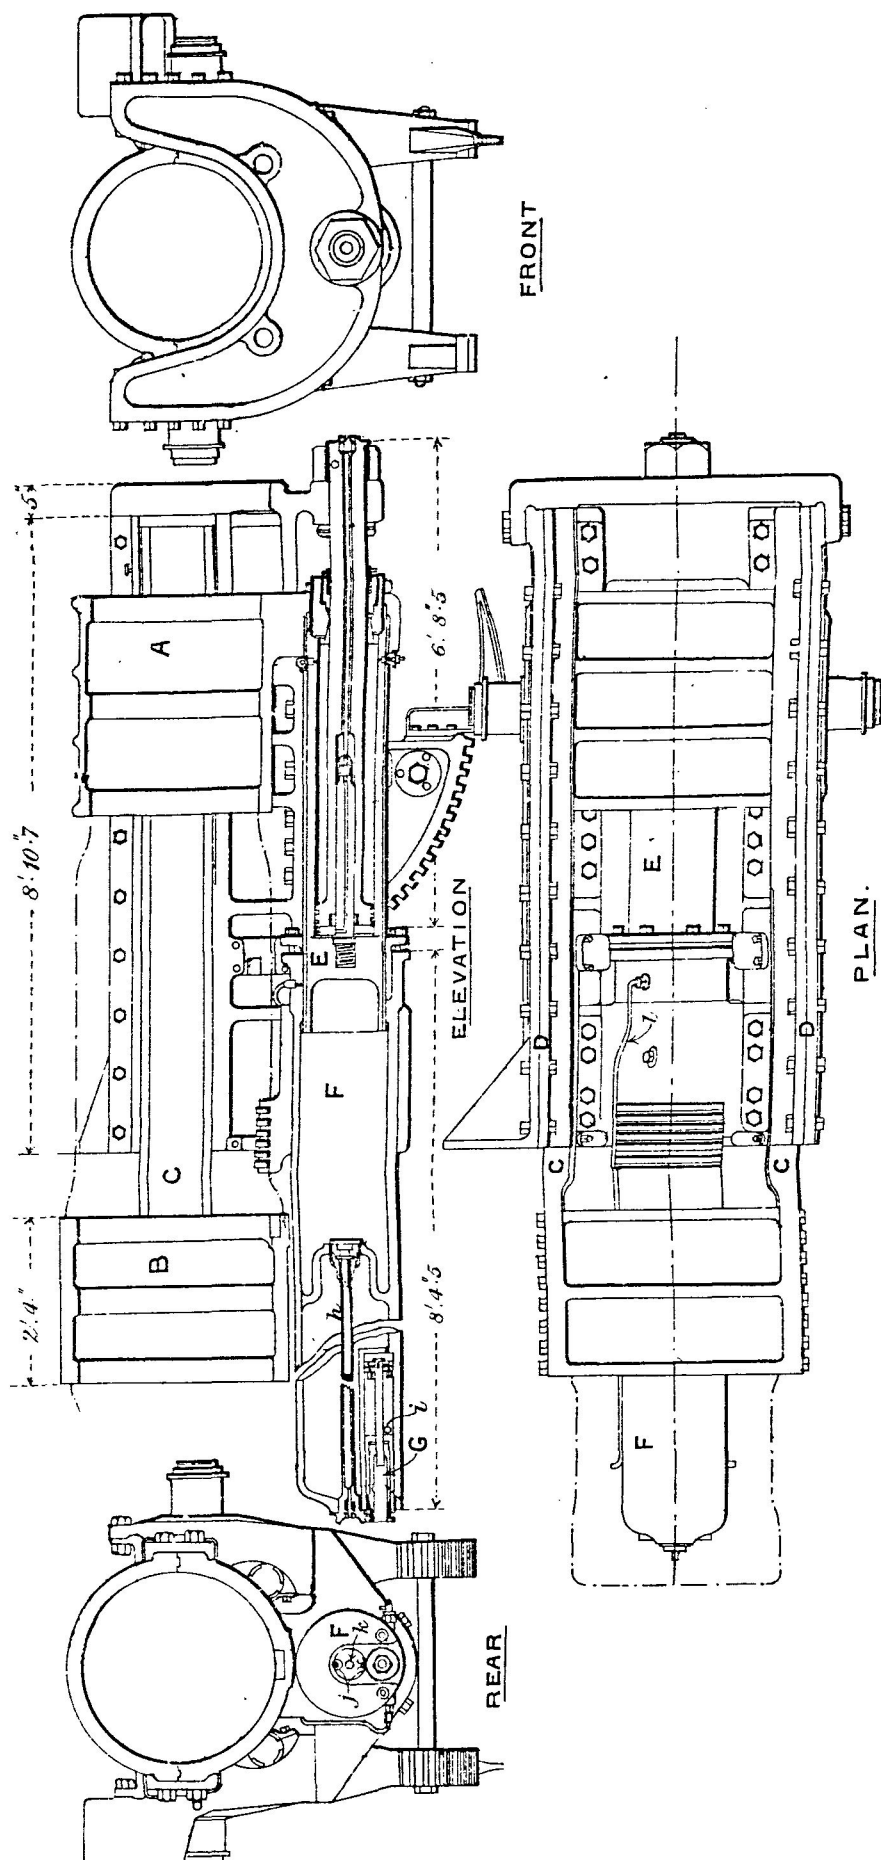 FRONT
5"
A
8'.10".7
6'.8".5
E
ELEVATION
C
F
B
2'.4"
h
8'.4".5
i
G
F
k
j
REAR
E
D
D
l
C
C
F
PLAN.